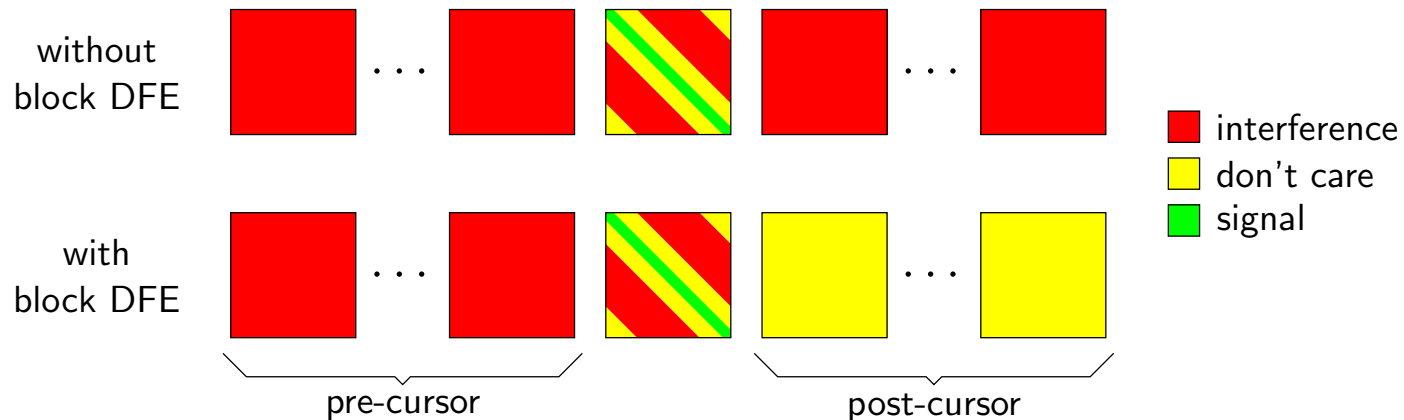 without
block DFE
. . .
. . .
interference
don't care
signal
with
block DFE
. . .
. . .
pre-cursor
post-cursor